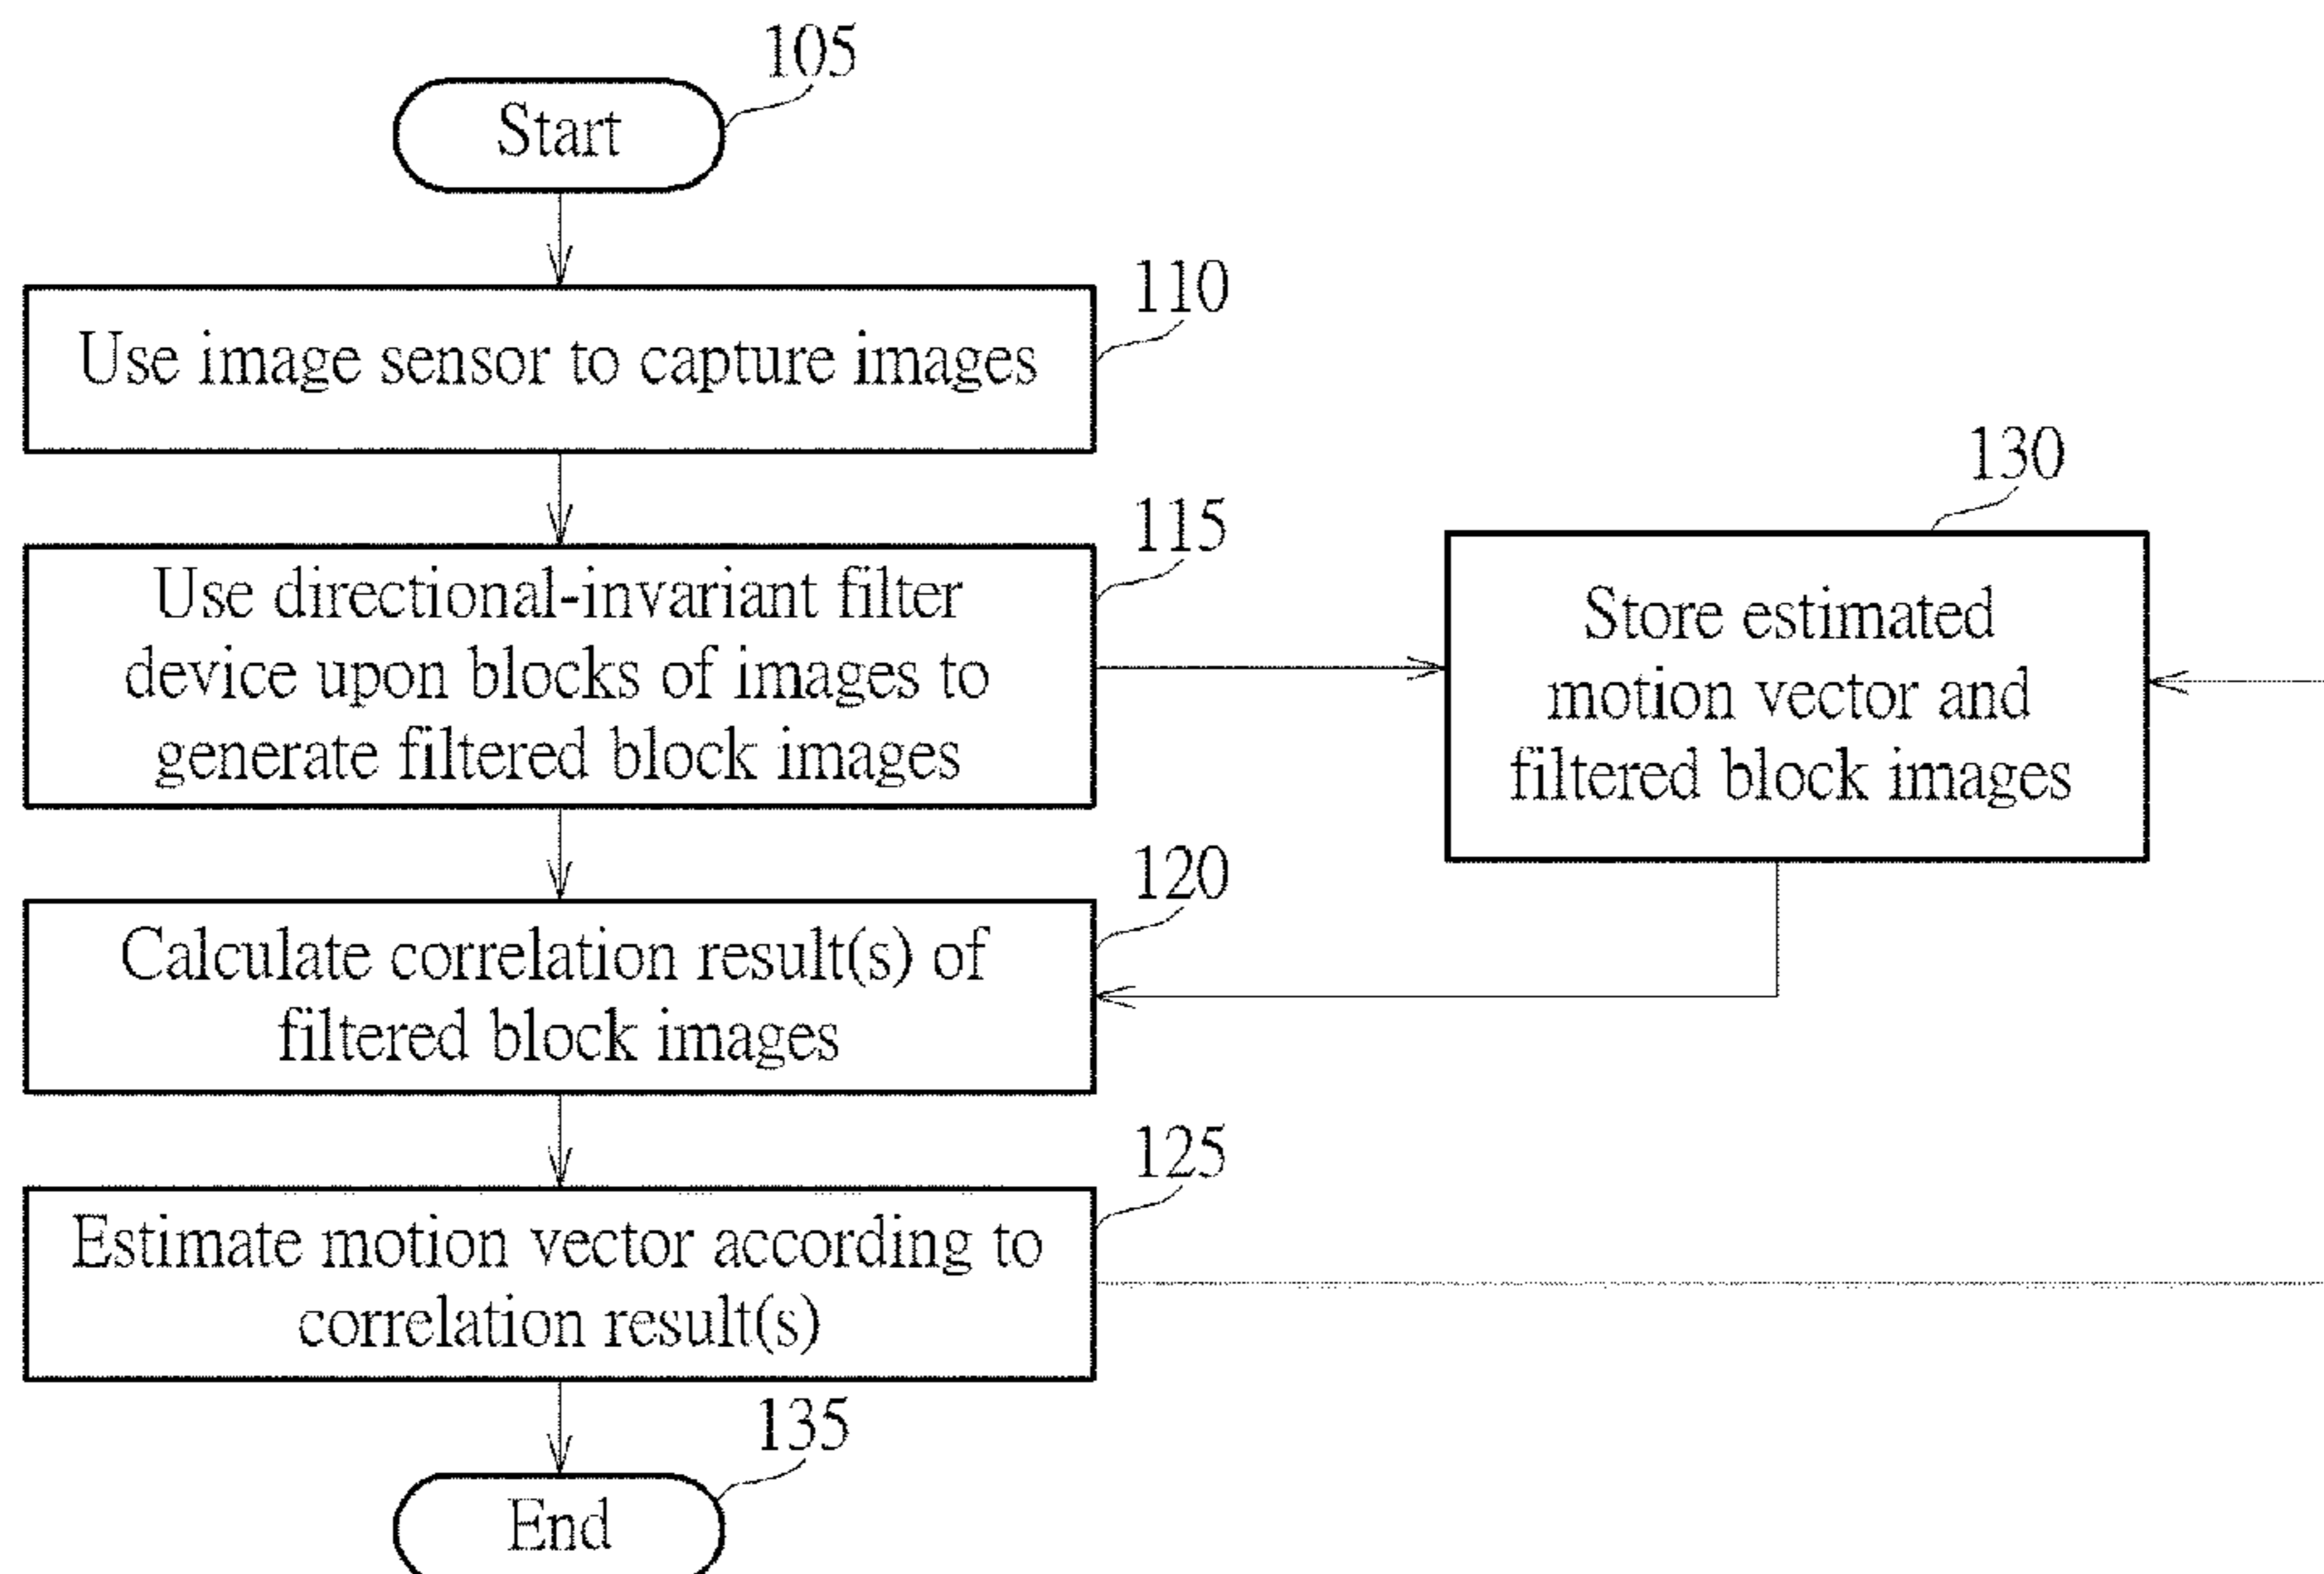 105
Start
110
Use image sensor to capture images
115
Use directional-invariant filter
device upon blocks of images to
generate filtered block images
130
Store estimated
motion vector and
filtered block images
120
Calculate correlation result(s) of
filtered block images
125
Estimate motion vector according to
correlation result(s)
135
End